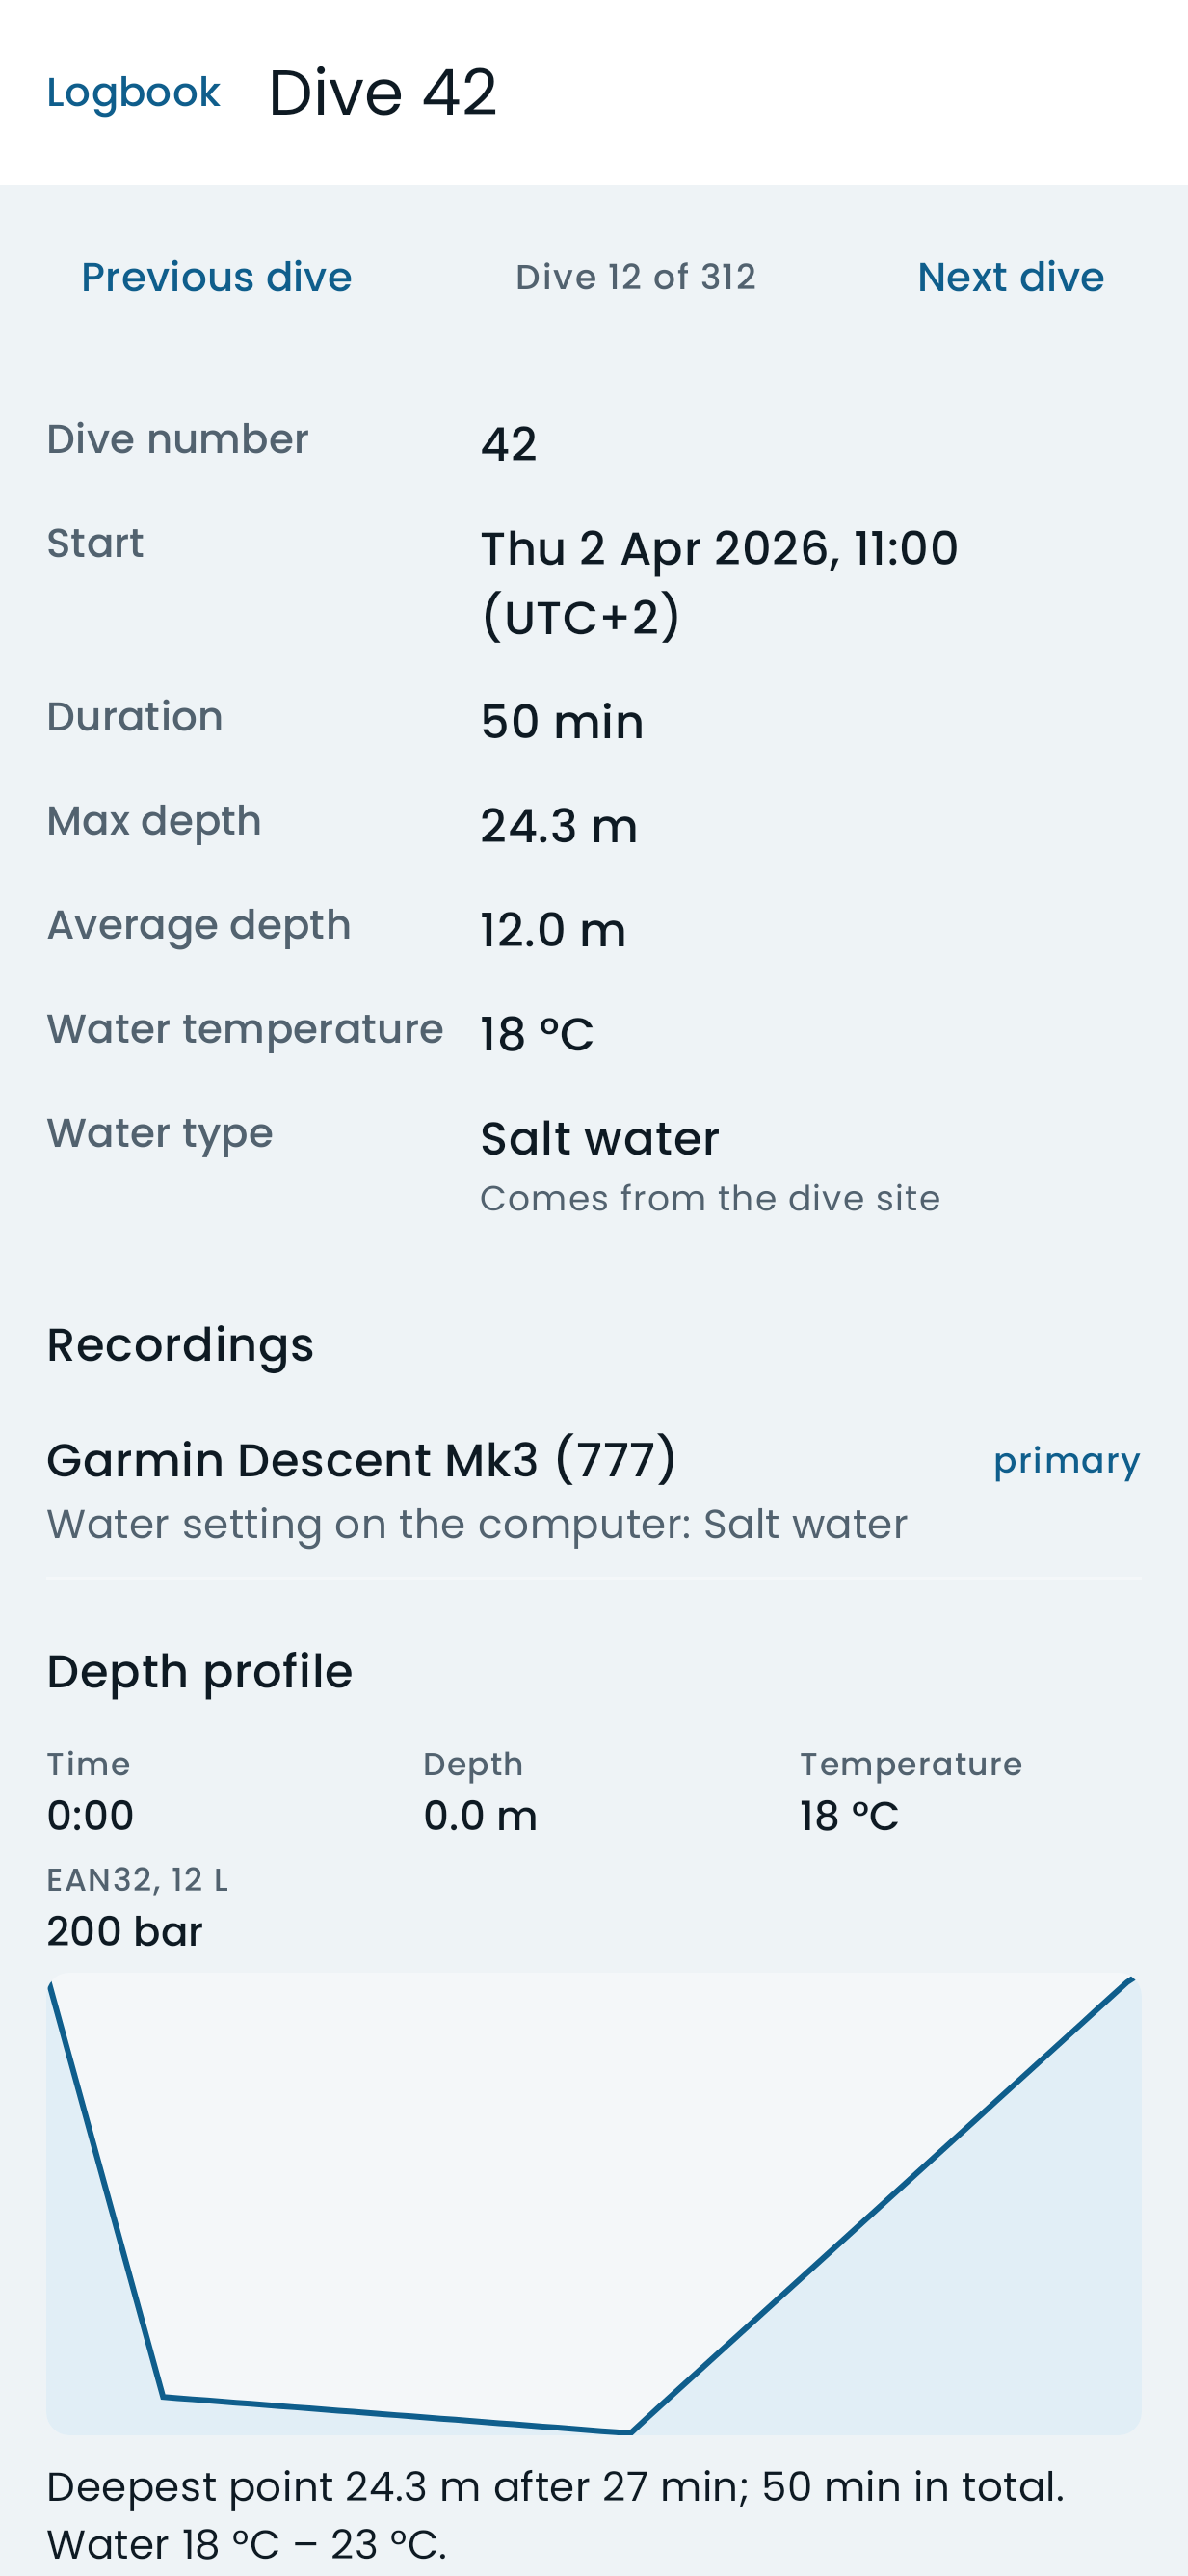 Logbook Dive 42
Previous dive Dive 12 of 312 Next dive
Dive number 42
Start Thu 2 Apr 2026, 11:00
(UTC+2)
Duration 50 min
Max depth 24.3 m
Average depth 12.0 m
Water temperature 18 °C
Water type Salt water
Comes from the dive site
Recordings
Garmin Descent Mk3 (777) primary
Water setting on the computer: Salt water
Depth profile
Time Depth Temperature
0:00 0.0 m 18 °C
EAN32, 12 L
200 bar
Deepest point 24.3 m after 27 min; 50 min in total.
Water 18 °C – 23 °C.